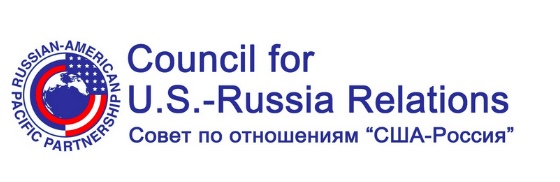 RUSSIAN-AMERICAN
PACIFIC PARTNERSHIP
Council for
U.S.-Russia Relations
Совет по отношениям “США-Россия”